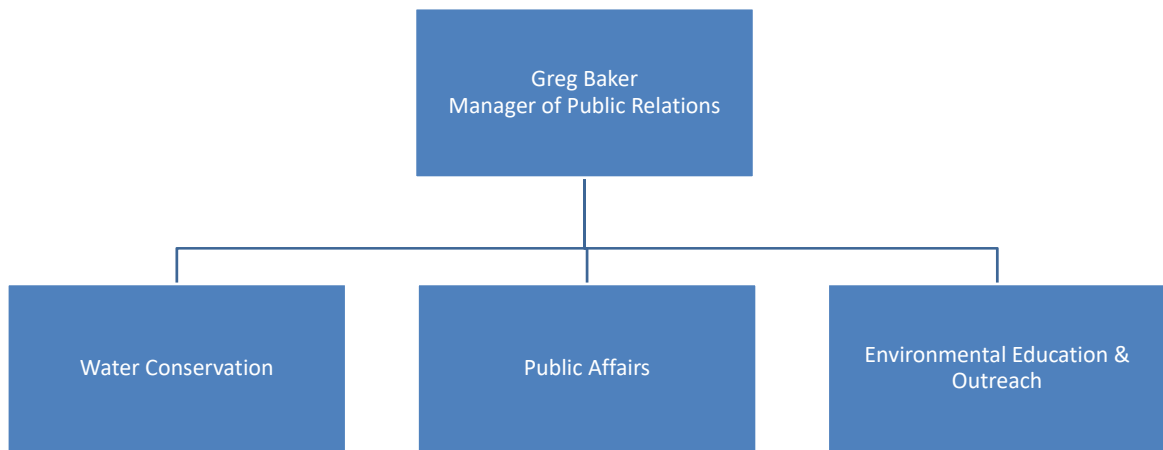 Greg Baker
Manager of Public Relations
Water Conservation
Public Affairs
Environmental Education &
Outreach